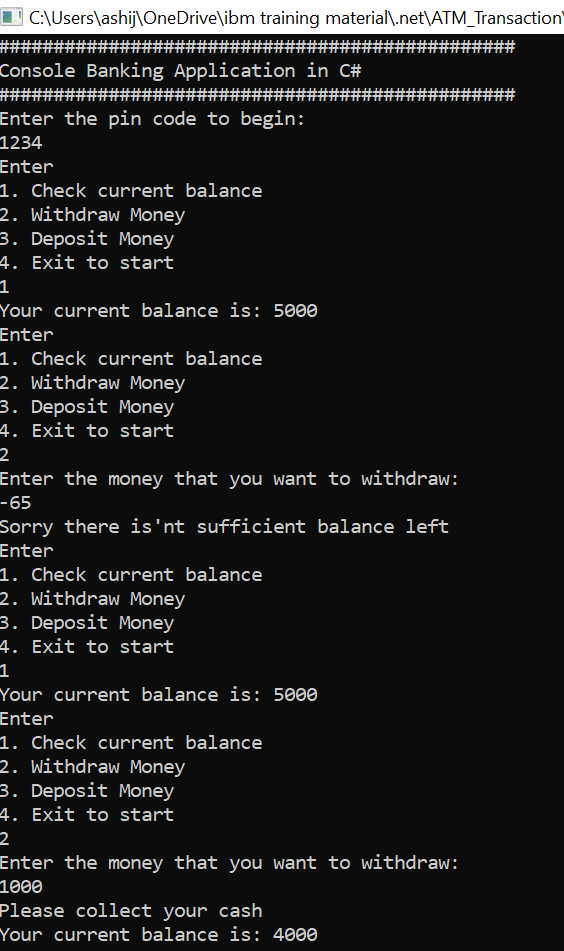 C:\Users\ashij\OneDrive\ibm training material\.net\ATM_Transaction\
################################################
Console Banking Application in C#
################################################
Enter the pin code to begin:
1234
Enter
1. Check current balance
2. Withdraw Money
3. Deposit Money
4. Exit to start
1
Your current balance is: 5000
Enter
1. Check current balance
2. Withdraw Money
3. Deposit Money
4. Exit to start
2
Enter the money that you want to withdraw:
-65
Sorry there is'nt sufficient balance left
Enter
1. Check current balance
2. Withdraw Money
3. Deposit Money
4. Exit to start
1
Your current balance is: 5000
Enter
1. Check current balance
2. Withdraw Money
3. Deposit Money
4. Exit to start
2
Enter the money that you want to withdraw:
1000
Please collect your cash
Your current balance is: 4000